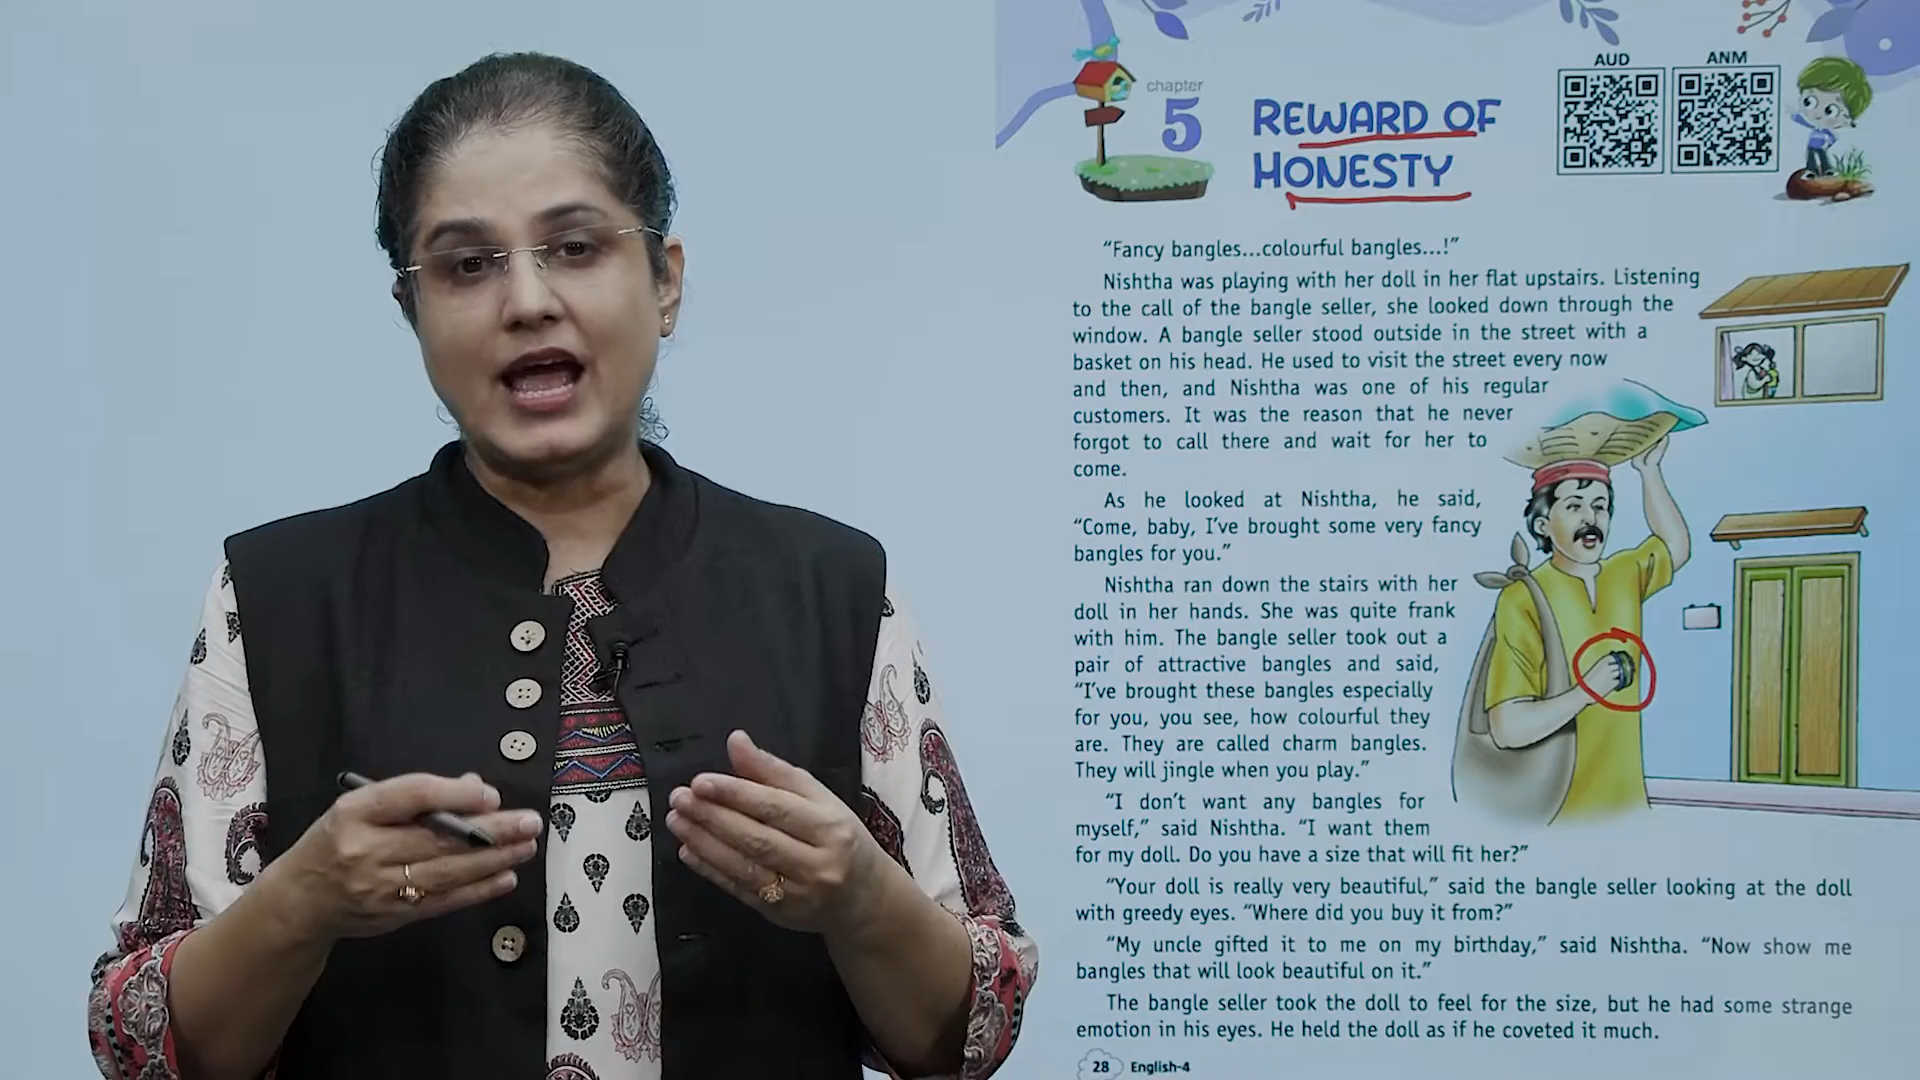 AUD
ANM
chapter
5
REWARD OF
HONESTY
“Fancy bangles...colourful bangles...!”
Nishtha was playing with her doll in her flat upstairs. Listening
to the call of the bangle seller, she looked down through the
window. A bangle seller stood outside in the street with a
basket on his head. He used to visit the street every now
and then, and Nishtha was one of his regular
customers. It was the reason that he never
forgot to call there and wait for her to
come.
As he looked at Nishtha, he said,
“Come, baby, I’ve brought some very fancy
bangles for you.”
Nishtha ran down the stairs with her
doll in her hands. She was quite frank
with him. The bangle seller took out a
pair of attractive bangles and said,
“I’ve brought these bangles especially
for you, you see, how colourful they
are. They are called charm bangles.
They will jingle when you play.”
“I don’t want any bangles for
myself,” said Nishtha. “I want them
for my doll. Do you have a size that will fit her?”
“Your doll is really very beautiful,” said the bangle seller looking at the doll
with greedy eyes. “Where did you buy it from?”
“My uncle gifted it to me on my birthday,” said Nishtha. “Now show me
bangles that will look beautiful on it.”
The bangle seller took the doll to feel for the size, but he had some strange
emotion in his eyes. He held the doll as if he coveted it much.
28 English-4